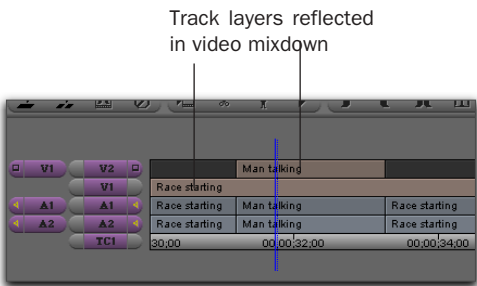 Track layers reflected
in video mixdown
V1 V2 Man talking
V1 Race starting
A1 A1 Race starting Man talking Race starting
A2 A2 Race starting Man talking Race starting
TC1 30;00 00;00;32;00 00;00;34;00